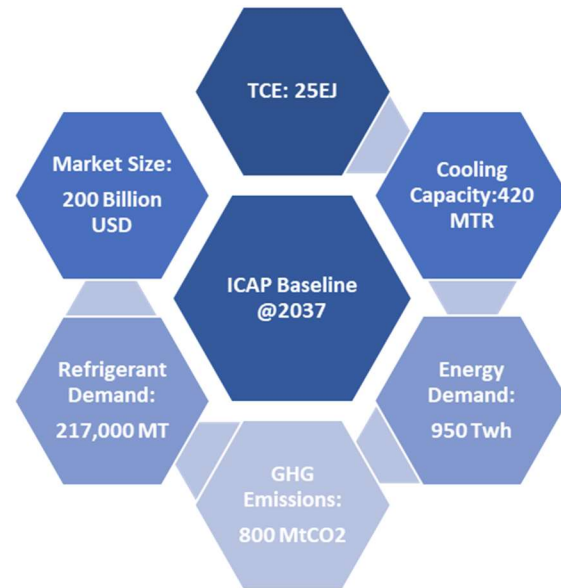 TCE: 25EJ
Cooling
Capacity:420
MTR
Energy
Demand:
950 Twh
GHG
Emissions:
800 MtCO2
Refrigerant
Demand:
217,000 MT
Market Size:
200 Billion
USD
ICAP Baseline
@2037